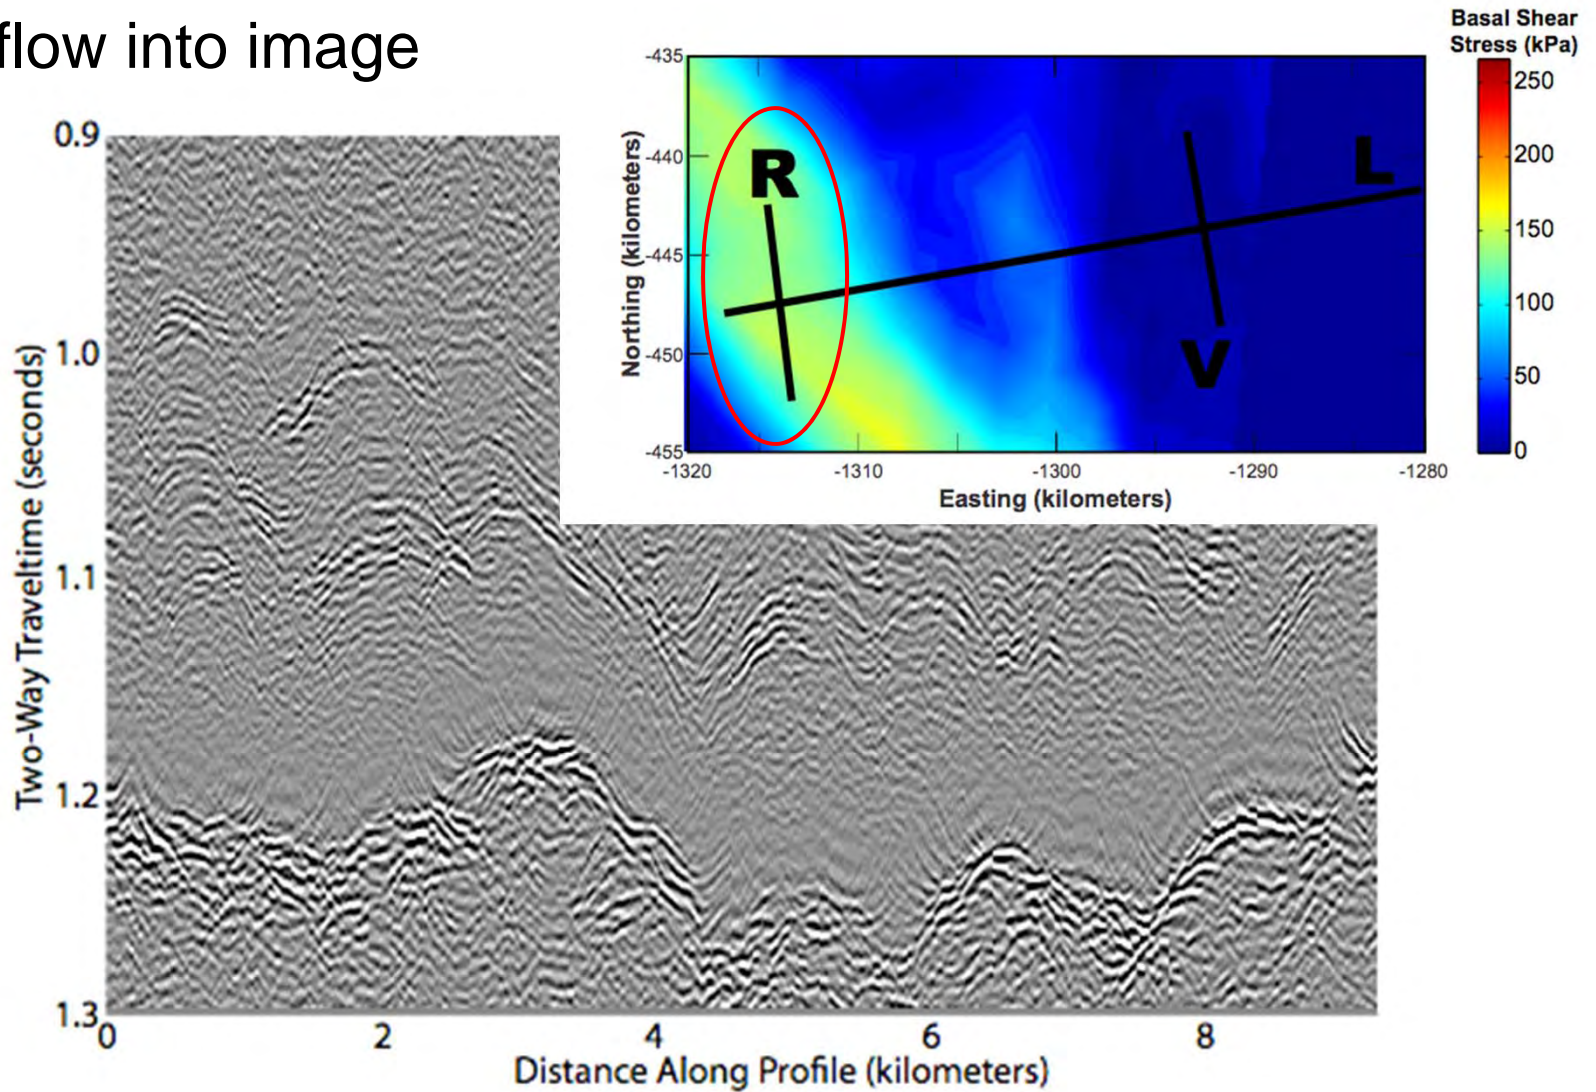 flow into image
Basal Shear
Stress (kPa)
250
200
150
100
50
0
-435
-440
-445
-450
-455
-1320
-1310
-1300
-1290
-1280
Northing (kilometers)
Easting (kilometers)
R
L
V
0.9
1.0
1.1
1.2
1.3
Two-Way Traveltime (seconds)
0
2
4
6
8
Distance Along Profile (kilometers)